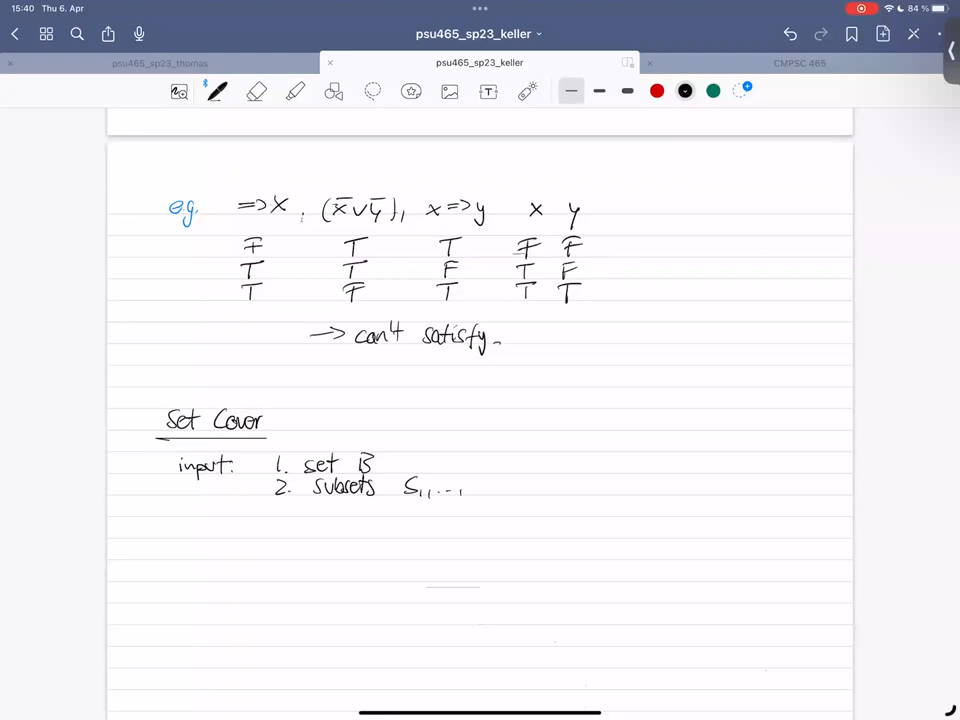 15:40 Thu 6. Apr
84 %
psu465_sp23_keller
psu465_sp23_thomas
psu465_sp23_keller
CMPSC 465
e.g. => x , (x̄ ∨ ȳ), x => y x y
F T T F F
T T F T F
T F T T T
→ can't satisfy.
Set Cover
input: 1. set B
2. subsets S₁, ... ,